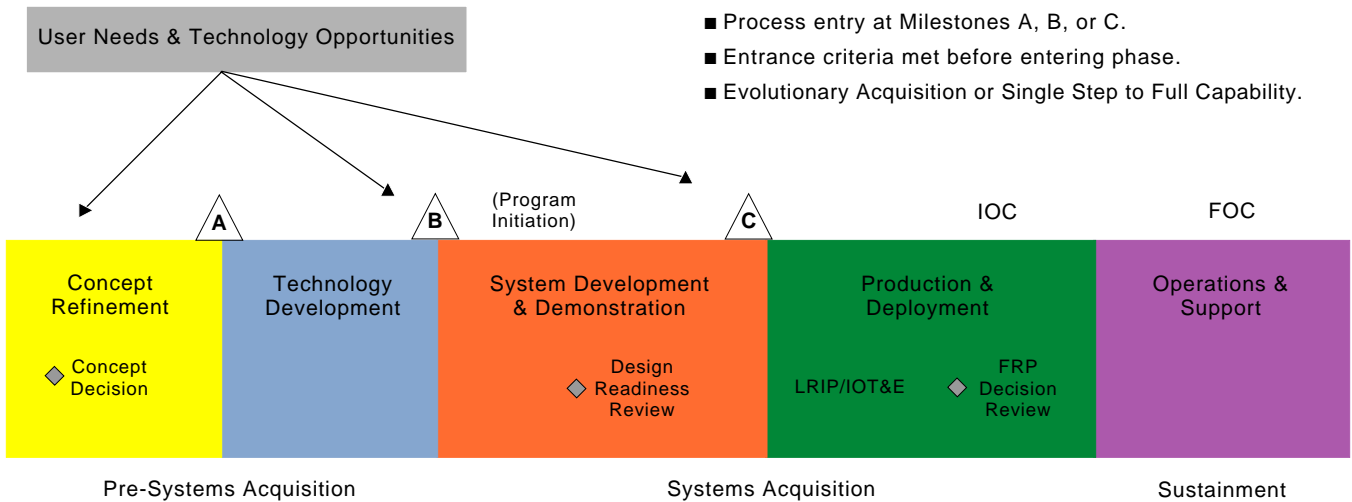 User Needs & Technology Opportunities
■ Process entry at Milestones A, B, or C.
■ Entrance criteria met before entering phase.
■ Evolutionary Acquisition or Single Step to Full Capability.
A
B
(Program
Initiation)
C
IOC
FOC
Concept
Refinement
Technology
Development
System Development
& Demonstration
Production &
Deployment
Operations &
Support
Concept
Decision
Design
Readiness
Review
LRIP/IOT&E
FRP
Decision
Review
Pre-Systems Acquisition
Systems Acquisition
Sustainment